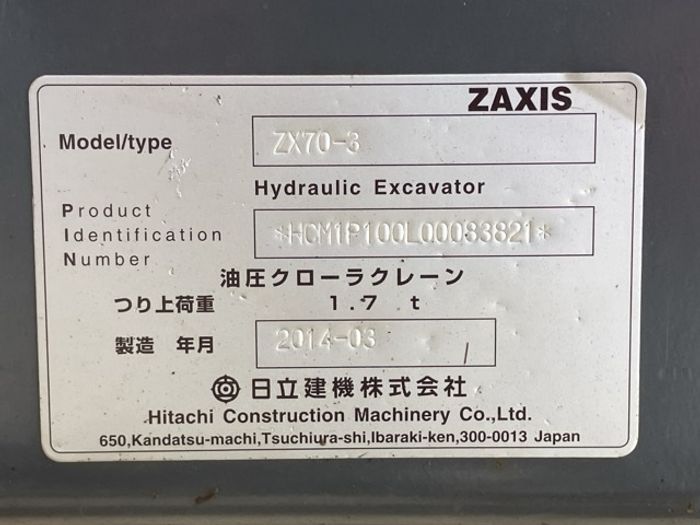 ZAXIS
Model/type ZX70-3
Hydraulic Excavator
Product
Identification *HCM1P100L00083821*
Number
油圧クローラクレーン
つり上荷重 1.7 t
製造 年月 2014-03
日立建機株式会社
Hitachi Construction Machinery Co.,Ltd.
650,Kandatsu-machi,Tsuchiura-shi,Ibaraki-ken,300-0013 Japan